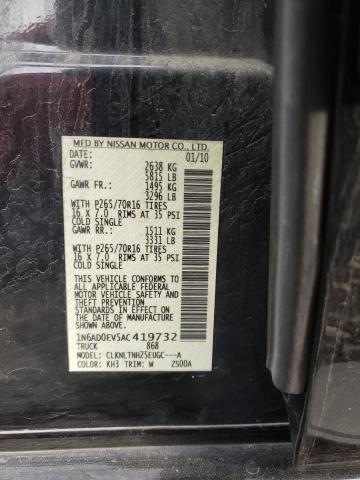 MFD BY NISSAN MOTOR CO., LTD.
DATE: 01/10
GVWR: 2638 KG
5815 LB
GAWR FR.: 1495 KG
3296 LB
WITH P265/70R16 TIRES
16 X 7.0 RIMS AT 35 PSI
COLD SINGLE
GAWR RR.: 1511 KG
3331 LB
WITH P265/70R16 TIRES
16 X 7.0 RIMS AT 35 PSI
COLD SINGLE
THIS VEHICLE CONFORMS TO
ALL APPLICABLE FEDERAL
MOTOR VEHICLE SAFETY
STANDARDS IN EFFECT ON THE
DATE OF MANUFACTURE SHOWN
ABOVE.
1N6AD0EV5AC419732
TRUCK 868
MODEL: CLKNLTNH25EUGC---A
COLOR: KH3 TRIM: W Z500A